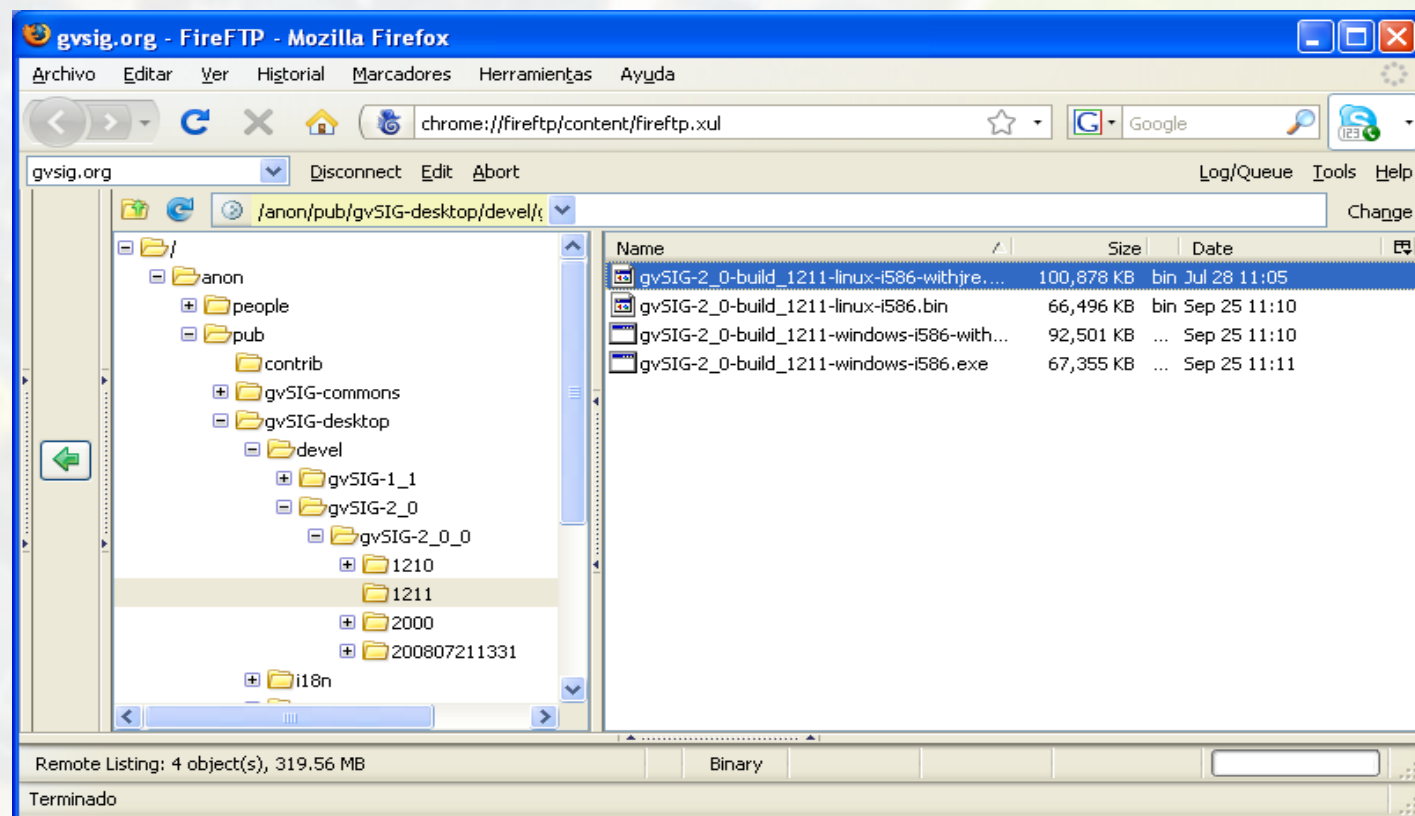 gvsig.org - FireFTP - Mozilla Firefox
Archivo Editar Ver Historial Marcadores Herramientas Ayuda
chrome://fireftp/content/fireftp.xul
G Google
123
gvsig.org Disconnect Edit Abort Log/Queue Tools Help
/anon/pub/gvSIG-desktop/devel/ Change
/
anon
people
pub
contrib
gvSIG-commons
gvSIG-desktop
devel
gvSIG-1_1
gvSIG-2_0
gvSIG-2_0_0
1210
1211
2000
200807211331
i18n
Name Size Date
gvSIG-2_0-build_1211-linux-i586-withjre.... 100,878 KB bin Jul 28 11:05
gvSIG-2_0-build_1211-linux-i586.bin 66,496 KB bin Sep 25 11:10
gvSIG-2_0-build_1211-windows-i586-with... 92,501 KB ... Sep 25 11:10
gvSIG-2_0-build_1211-windows-i586.exe 67,355 KB ... Sep 25 11:11
Remote Listing: 4 object(s), 319.56 MB Binary
Terminado